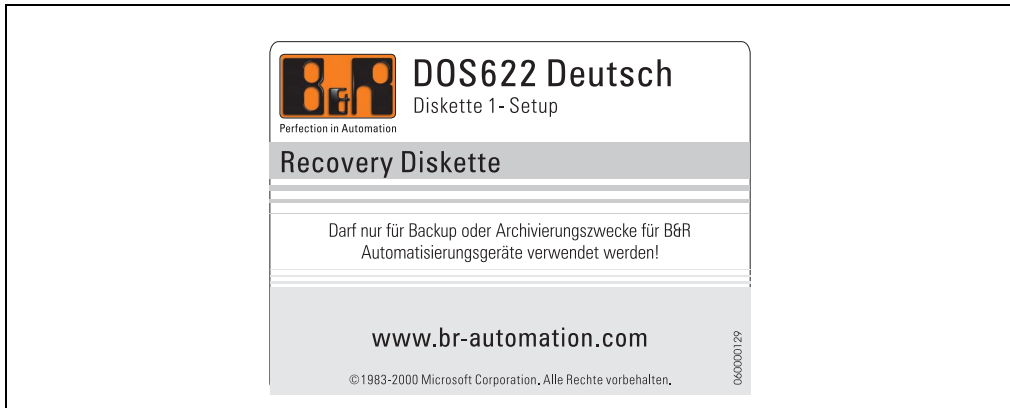 B&R
Perfection in Automation
DOS622 Deutsch
Diskette 1- Setup
Recovery Diskette
Darf nur für Backup oder Archivierungszwecke für B&R
Automatisierungsgeräte verwendet werden!
www.br-automation.com
©1983-2000 Microsoft Corporation. Alle Rechte vorbehalten.
060000129